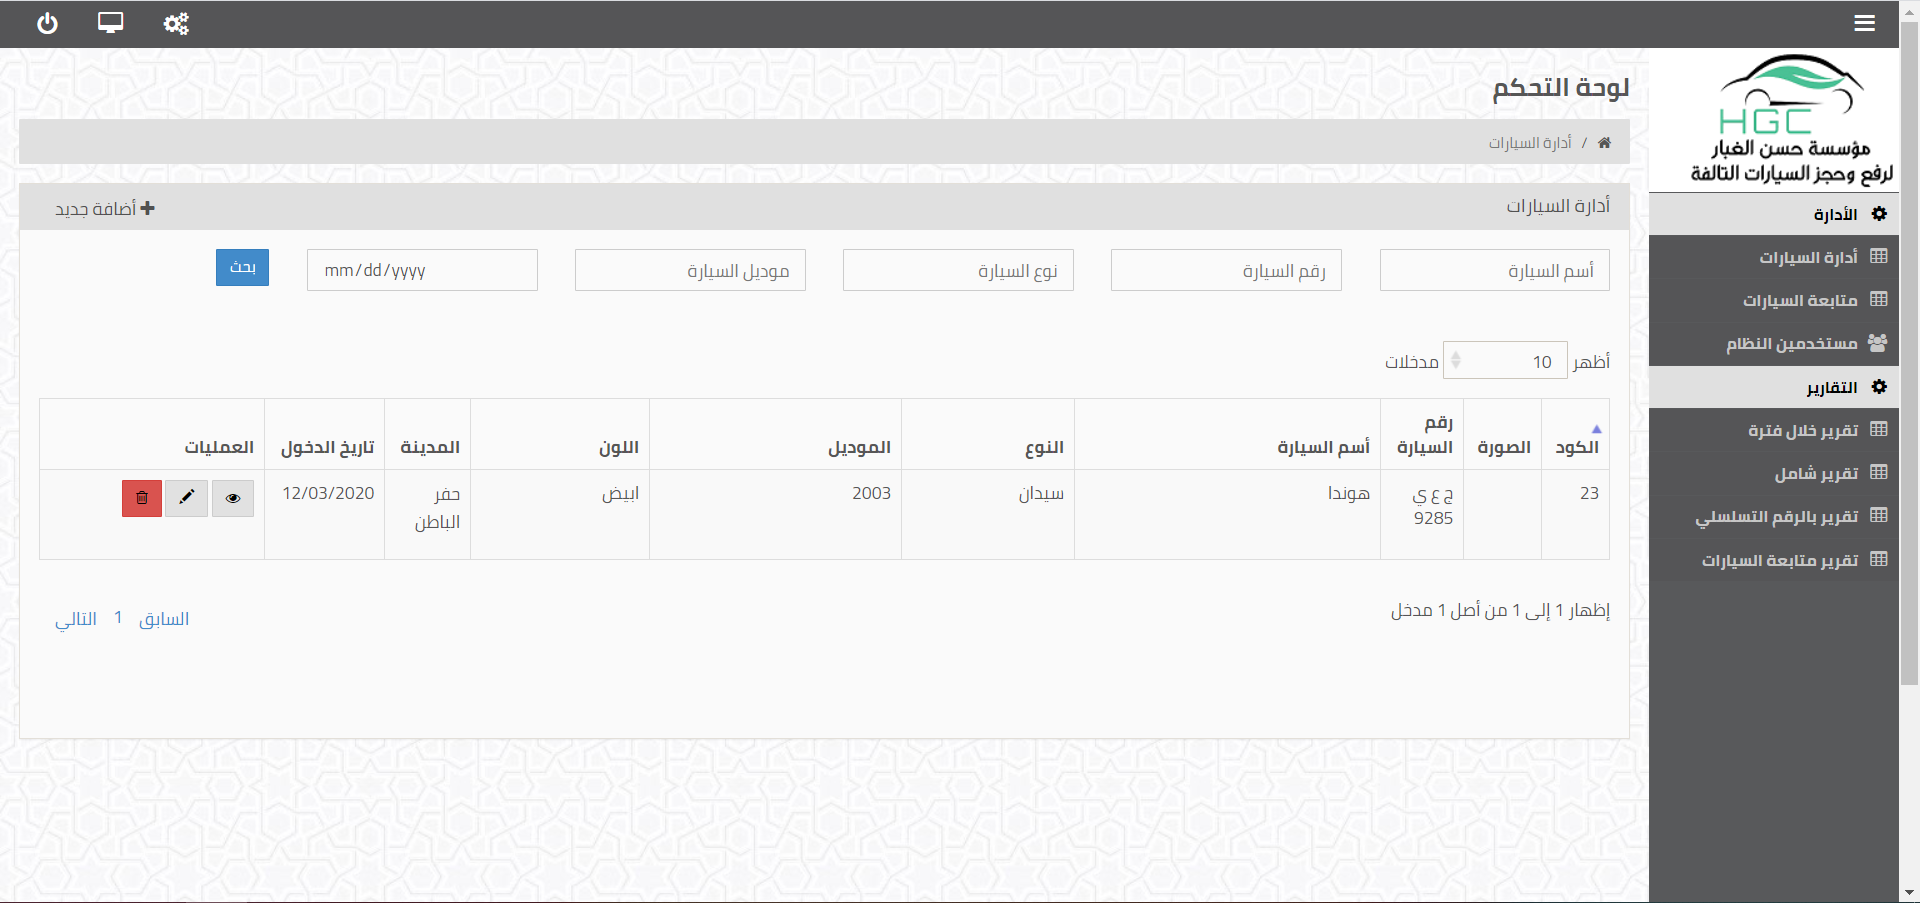 HGC
مؤسسة حسن الغبار
لرفع وحجز السيارات التالفة
الأدارة
أدارة السيارات
متابعة السيارات
مستخدمين النظام
التقارير
تقرير خلال فترة
تقرير شامل
تقرير بالرقم التسلسلي
تقرير متابعة السيارات
لوحة التحكم
/ أدارة السيارات
أدارة السيارات
أضافة جديد
أسم السيارة
رقم السيارة
نوع السيارة
موديل السيارة
mm/dd/yyyy
بحث
أظهر 10 مدخلات
الكود
الصورة
رقم
السيارة
أسم السيارة
النوع
الموديل
اللون
المدينة
تاريخ الدخول
العمليات
23
ج ع ي
9285
هوندا
سيدان
2003
ابيض
حفر
الباطن
12/03/2020
إظهار 1 إلى 1 من أصل 1 مدخل
السابق 1 التالي